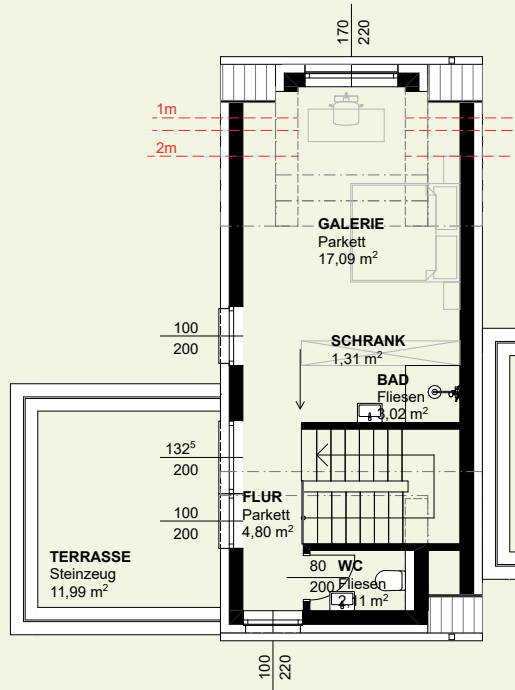 170
220
1m
2m
GALERIE
Parkett
17,09 m²
100
200
SCHRANK
1,31 m²
BAD
Fliesen
3,02 m²
132⁵
200
100
200
FLUR
Parkett
4,80 m²
TERRASSE
Steinzeug
11,99 m²
80
200
WC
Fliesen
2,11 m²
100
220